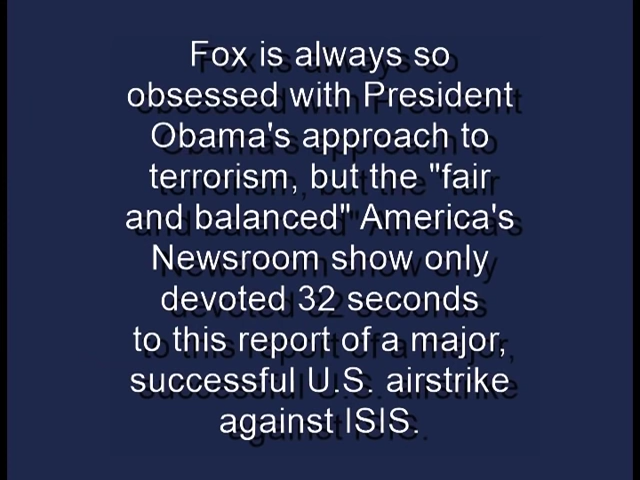 Fox is always so
obsessed with President
Obama's approach to
terrorism, but the "fair
and balanced" America's
Newsroom show only
devoted 32 seconds
to this report of a major,
successful U.S. airstrike
against ISIS.